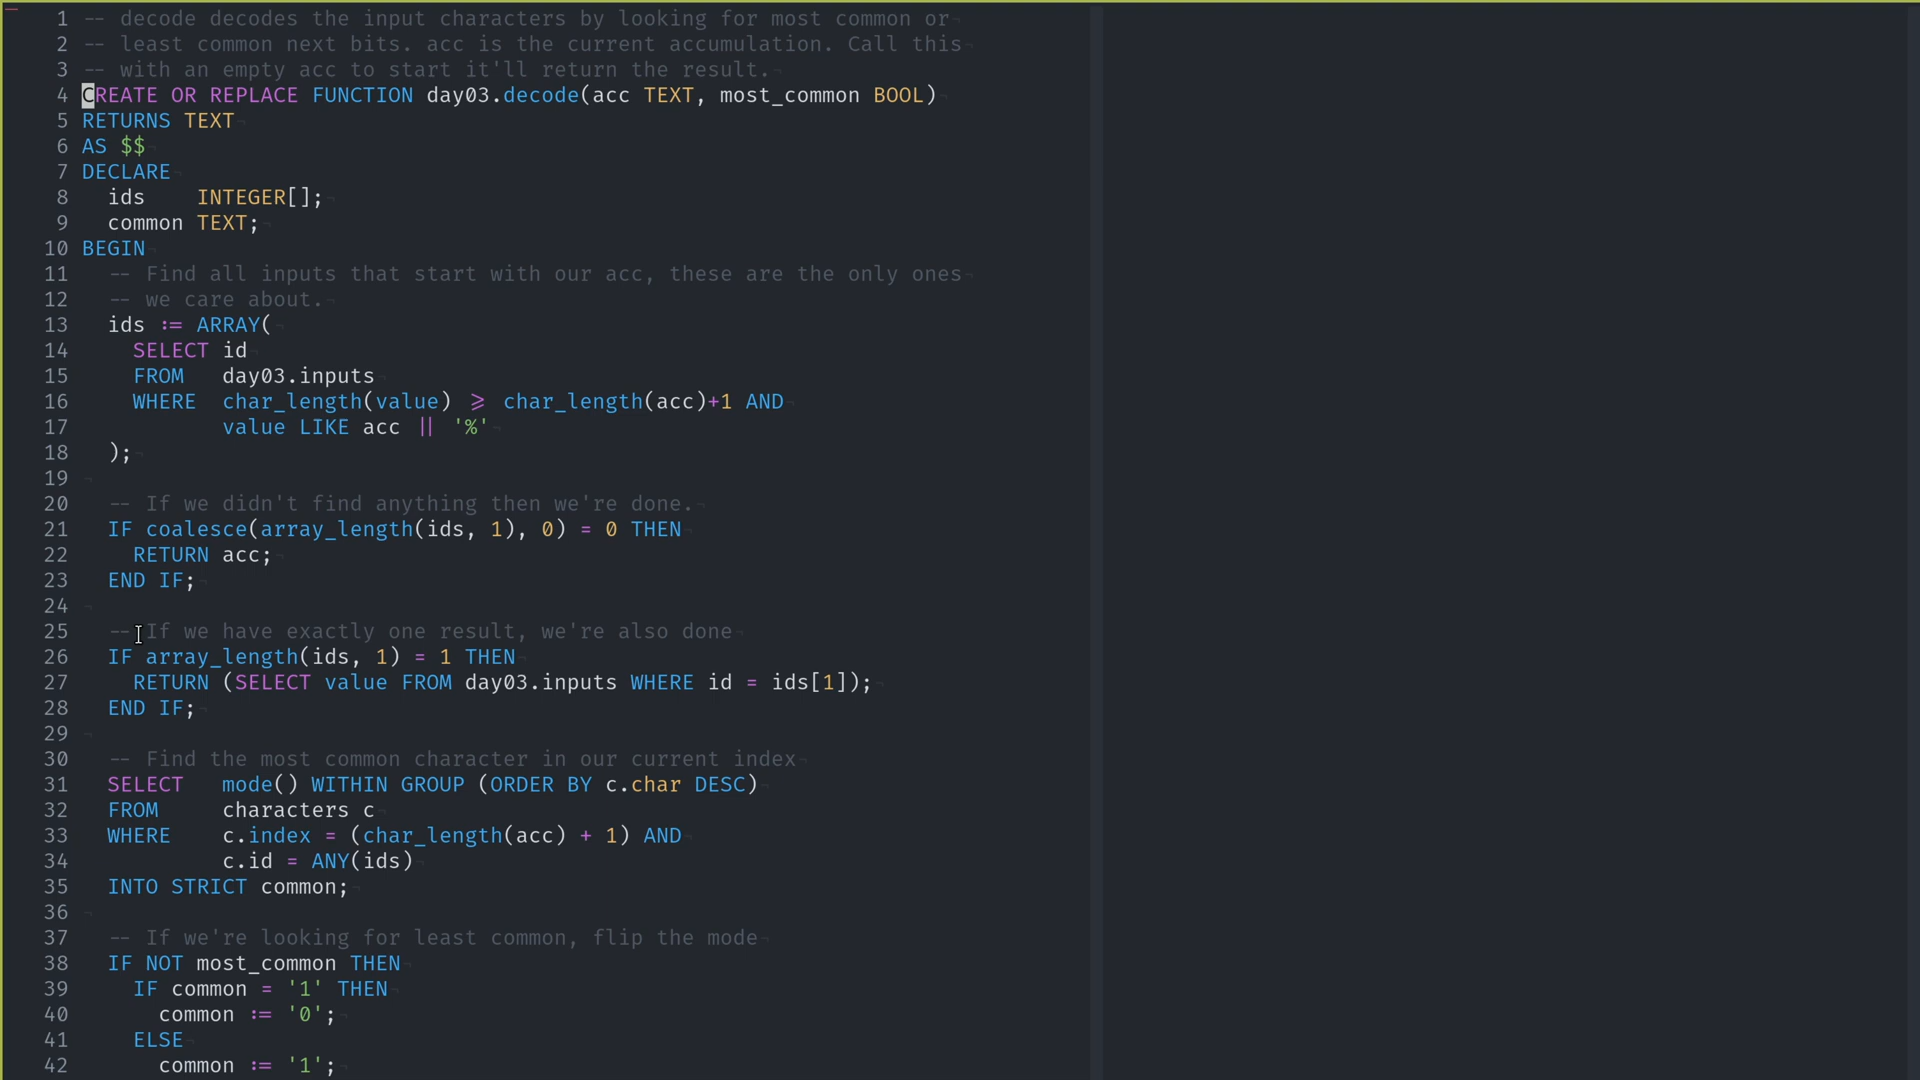 1 -- decode decodes the input characters by looking for most common or
2 -- least common next bits. acc is the current accumulation. Call this
3 -- with an empty acc to start it'll return the result.
4 CREATE OR REPLACE FUNCTION day03.decode(acc TEXT, most_common BOOL)
5 RETURNS TEXT
6 AS $$
7 DECLARE
8   ids    INTEGER[];
9   common TEXT;
10 BEGIN
11   -- Find all inputs that start with our acc, these are the only ones
12   -- we care about.
13   ids := ARRAY(
14     SELECT id
15     FROM   day03.inputs
16     WHERE  char_length(value) >= char_length(acc)+1 AND
17            value LIKE acc || '%'
18   );
19
20   -- If we didn't find anything then we're done.
21   IF coalesce(array_length(ids, 1), 0) = 0 THEN
22     RETURN acc;
23   END IF;
24
25   -- If we have exactly one result, we're also done
26   IF array_length(ids, 1) = 1 THEN
27     RETURN (SELECT value FROM day03.inputs WHERE id = ids[1]);
28   END IF;
29
30   -- Find the most common character in our current index
31   SELECT   mode() WITHIN GROUP (ORDER BY c.char DESC)
32   FROM     characters c
33   WHERE    c.index = (char_length(acc) + 1) AND
34            c.id = ANY(ids)
35   INTO STRICT common;
36
37   -- If we're looking for least common, flip the mode
38   IF NOT most_common THEN
39     IF common = '1' THEN
40       common := '0';
41     ELSE
42       common := '1';